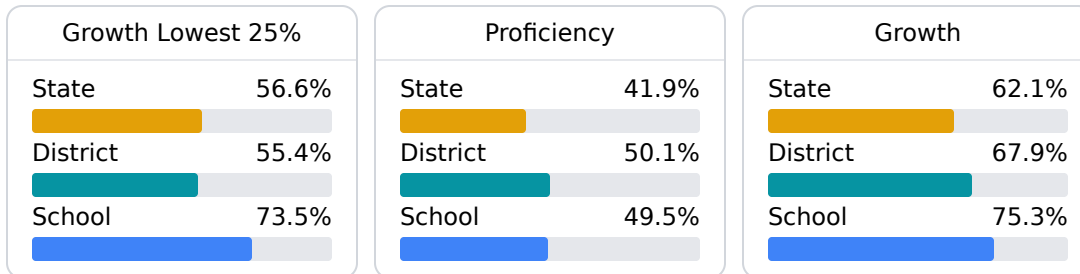 Growth Lowest 25%
State 56.6%
District 55.4%
School 73.5%
Proficiency
State 41.9%
District 50.1%
School 49.5%
Growth
State 62.1%
District 67.9%
School 75.3%